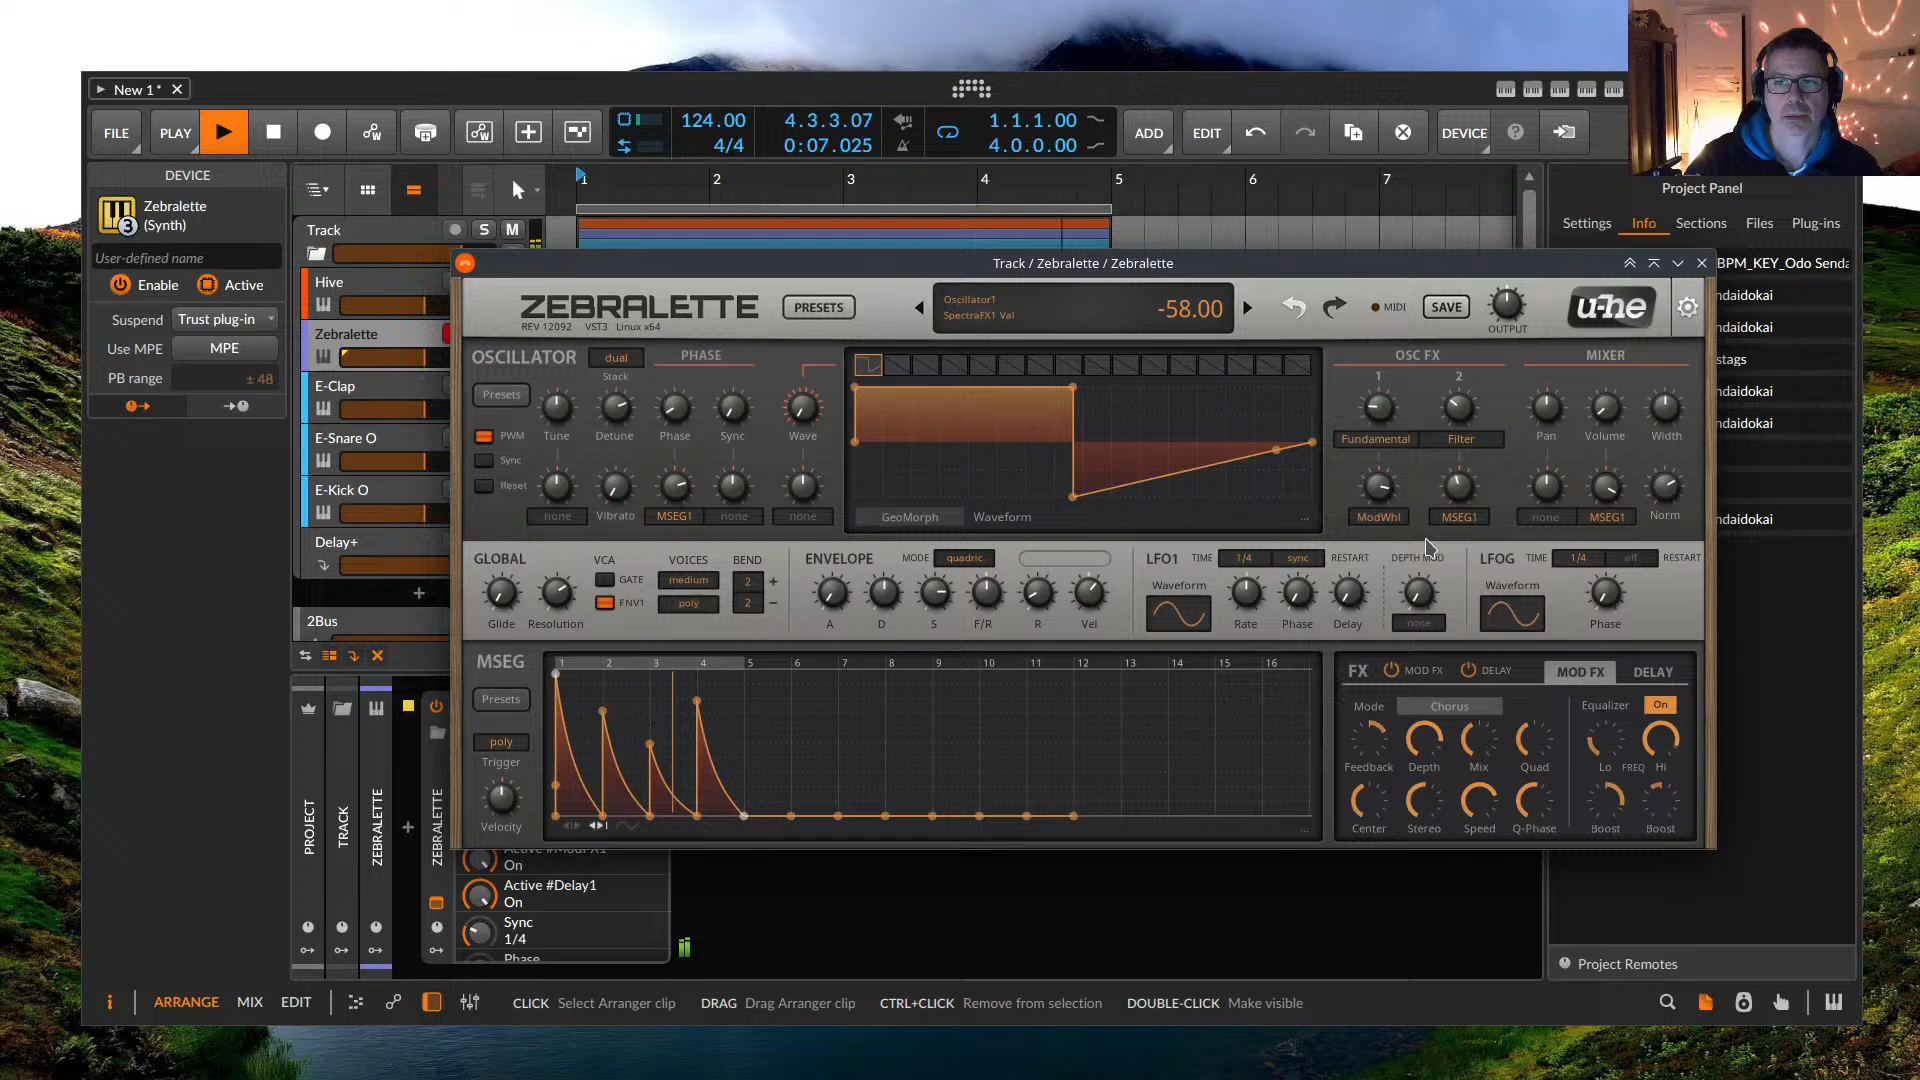 New 1*
FILE
PLAY
124.00
4/4
4.3.3.07
0:07.025
1.1.1.00
4.0.0.00
ADD
EDIT
DEVICE
DEVICE
Zebralette
(Synth)
3
User-defined name
Enable
Active
Suspend
Trust plug-in
Use MPE
MPE
PB range
± 48
1
2
3
4
5
6
7
Track
S
M
Hive
Zebralette
E-Clap
E-Snare O
E-Kick O
Delay+
2Bus
Project Panel
Settings
Info
Sections
Files
Plug-ins
BPM_KEY_Odo Senda
ndaidokai
ndaidokai
stags
ndaidokai
ndaidokai
ndaidokai
Project Remotes
Track / Zebralette / Zebralette
ZEBRALETTE
REV 12092 VST3 Linux x64
PRESETS
Oscillator1
SpectraFX1 Val
-58.00
MIDI
SAVE
OUTPUT
u-he
OSCILLATOR
dual
Stack
PHASE
Presets
Tune
Detune
Phase
Sync
Wave
PWM
Sync
Reset
none
Vibrato
MSEG1
none
none
GeoMorph
Waveform
...
OSC FX
1
2
Fundamental
Filter
ModWhl
MSEG1
MIXER
Pan
Volume
Width
none
MSEG1
Norm
GLOBAL
VCA
VOICES
BEND
GATE
medium
2
+
ENV1
poly
2
−
Glide
Resolution
ENVELOPE
MODE
quadric
A
D
S
F/R
R
Vel
LFO1
TIME
1/4
sync
RESTART
DEPTH MOD
Waveform
Rate
Phase
Delay
none
LFOG
TIME
1/4
off
RESTART
Waveform
Phase
MSEG
Presets
poly
Trigger
Velocity
1
2
3
4
5
6
7
8
9
10
11
12
13
14
15
16
...
FX
MOD FX
DELAY
MOD FX
DELAY
Mode
Chorus
Equalizer
On
Feedback
Depth
Mix
Quad
Lo
FREQ
Hi
Center
Stereo
Speed
Q-Phase
Boost
Boost
PROJECT
TRACK
ZEBRALETTE
ZEBRALETTE
On
Active #Delay1
On
Sync
1/4
Phase
ARRANGE
MIX
EDIT
CLICK Select Arranger clip
DRAG Drag Arranger clip
CTRL+CLICK Remove from selection
DOUBLE-CLICK Make visible